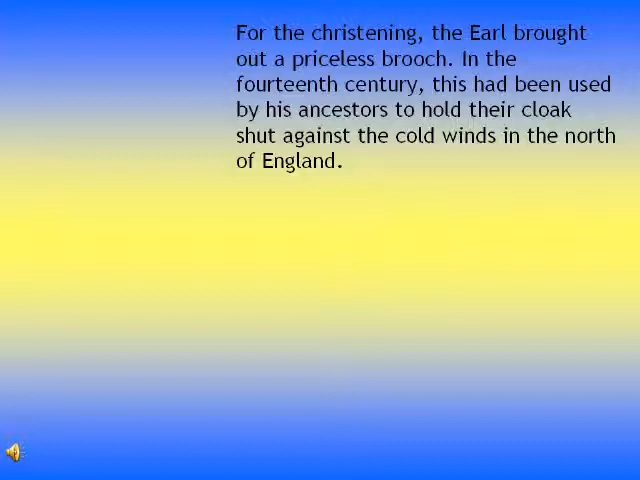 For the christening, the Earl brought
out a priceless brooch. In the
fourteenth century, this had been used
by his ancestors to hold their cloak
shut against the cold winds in the north
of England.